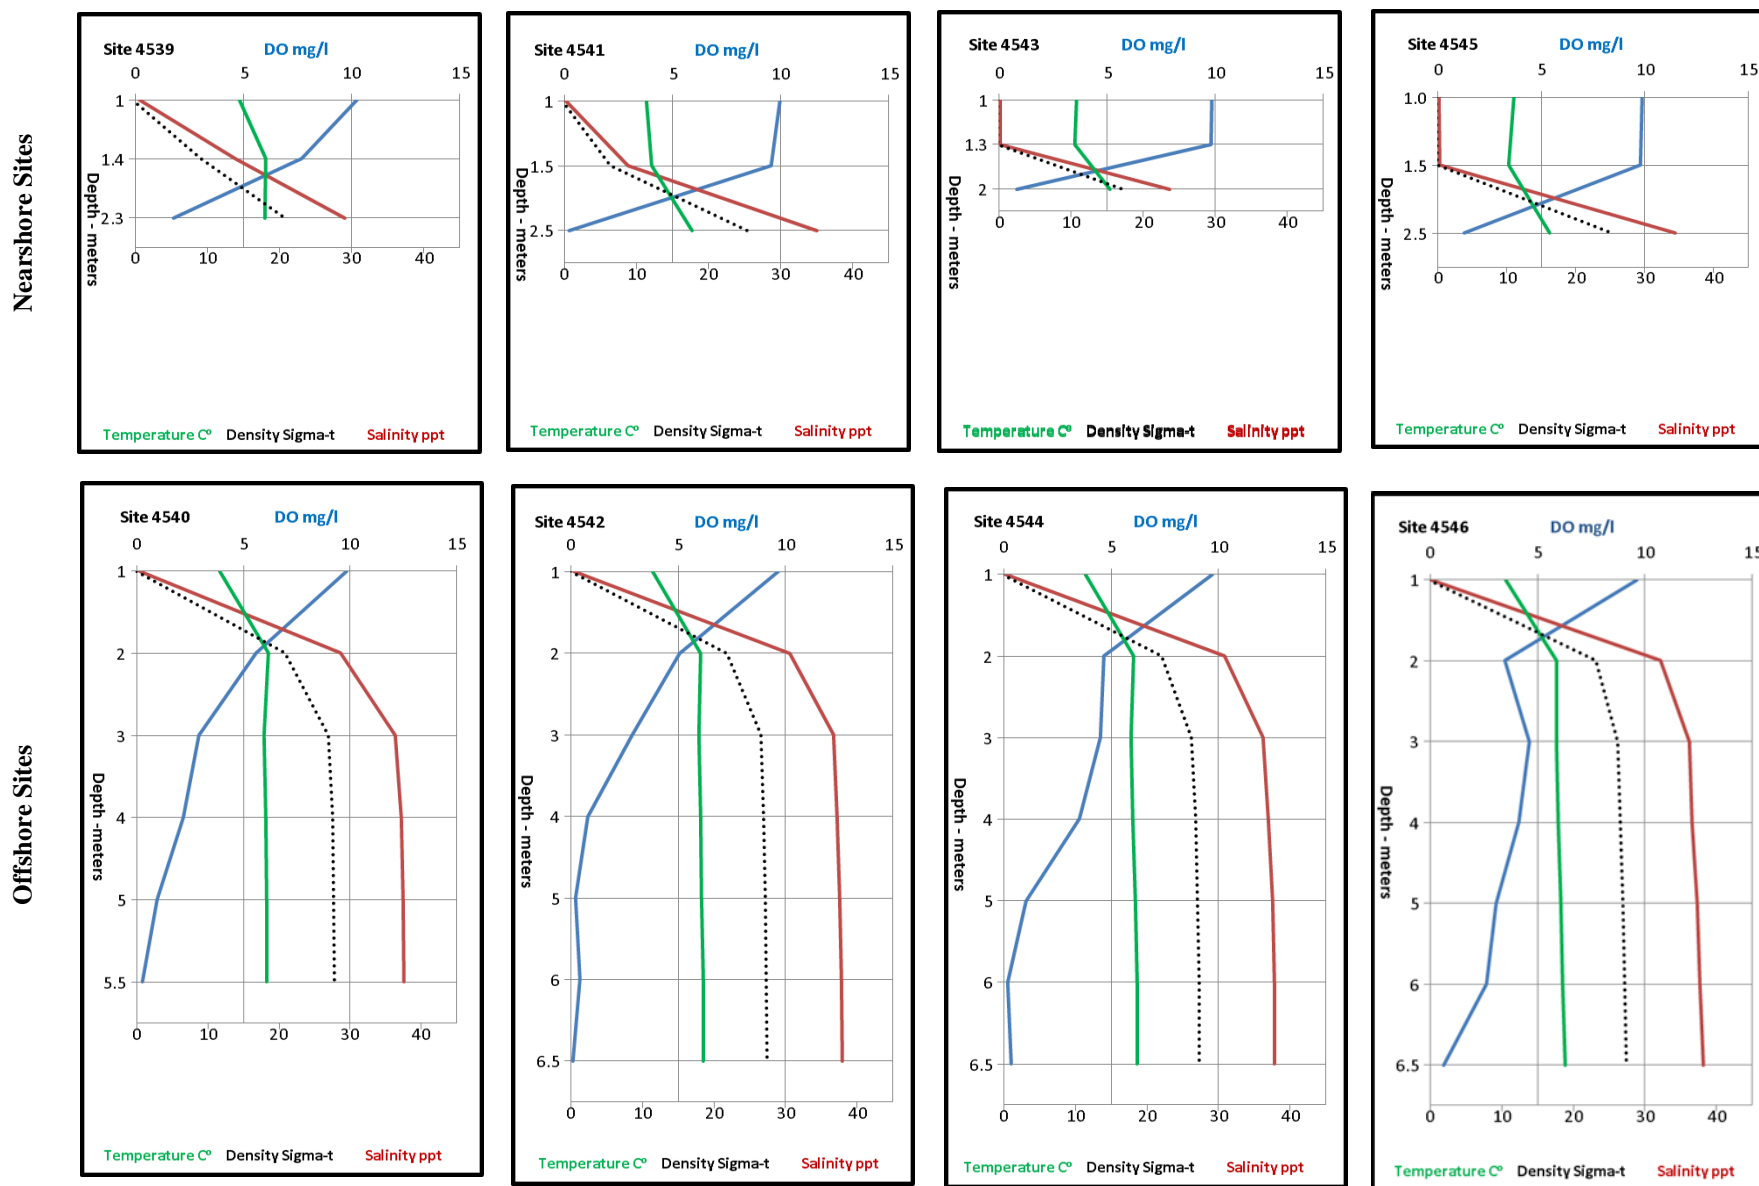 Nearshore Sites
Site 4539 DO mg/l
0 5 10 15
1
1.4
2.3
Depth - meters
0 10 20 30 40
Temperature C° Density Sigma-t Salinity ppt
Site 4541 DO mg/l
0 5 10 15
1
1.5
2.5
Depth - meters
0 10 20 30 40
Temperature C° Density Sigma-t Salinity ppt
Site 4543 DO mg/l
0 5 10 15
1
1.3
2
Depth - meters
0 10 20 30 40
Temperature C° Density Sigma-t Salinity ppt
Site 4545 DO mg/l
0 5 10 15
1.0
1.5
2.5
Depth - meters
0 10 20 30 40
Temperature C° Density Sigma-t Salinity ppt
Offshore Sites
Site 4540 DO mg/l
0 5 10 15
1
2
3
4
5
5.5
Depth -meters
0 10 20 30 40
Temperature C° Density Sigma-t Salinity ppt
Site 4542 DO mg/l
0 5 10 15
1
2
3
4
5
6
6.5
Depth - meters
0 10 20 30 40
Temperature C° Density Sigma-t Salinity ppt
Site 4544 DO mg/l
0 5 10 15
1
2
3
4
5
6
6.5
Depth - meters
0 10 20 30 40
Temperature C° Density Sigma-t Salinity ppt
Site 4546 DO mg/l
0 5 10 15
1
2
3
4
5
6
6.5
Depth - meters
0 10 20 30 40
Temperature C° Density Sigma-t Salinity ppt